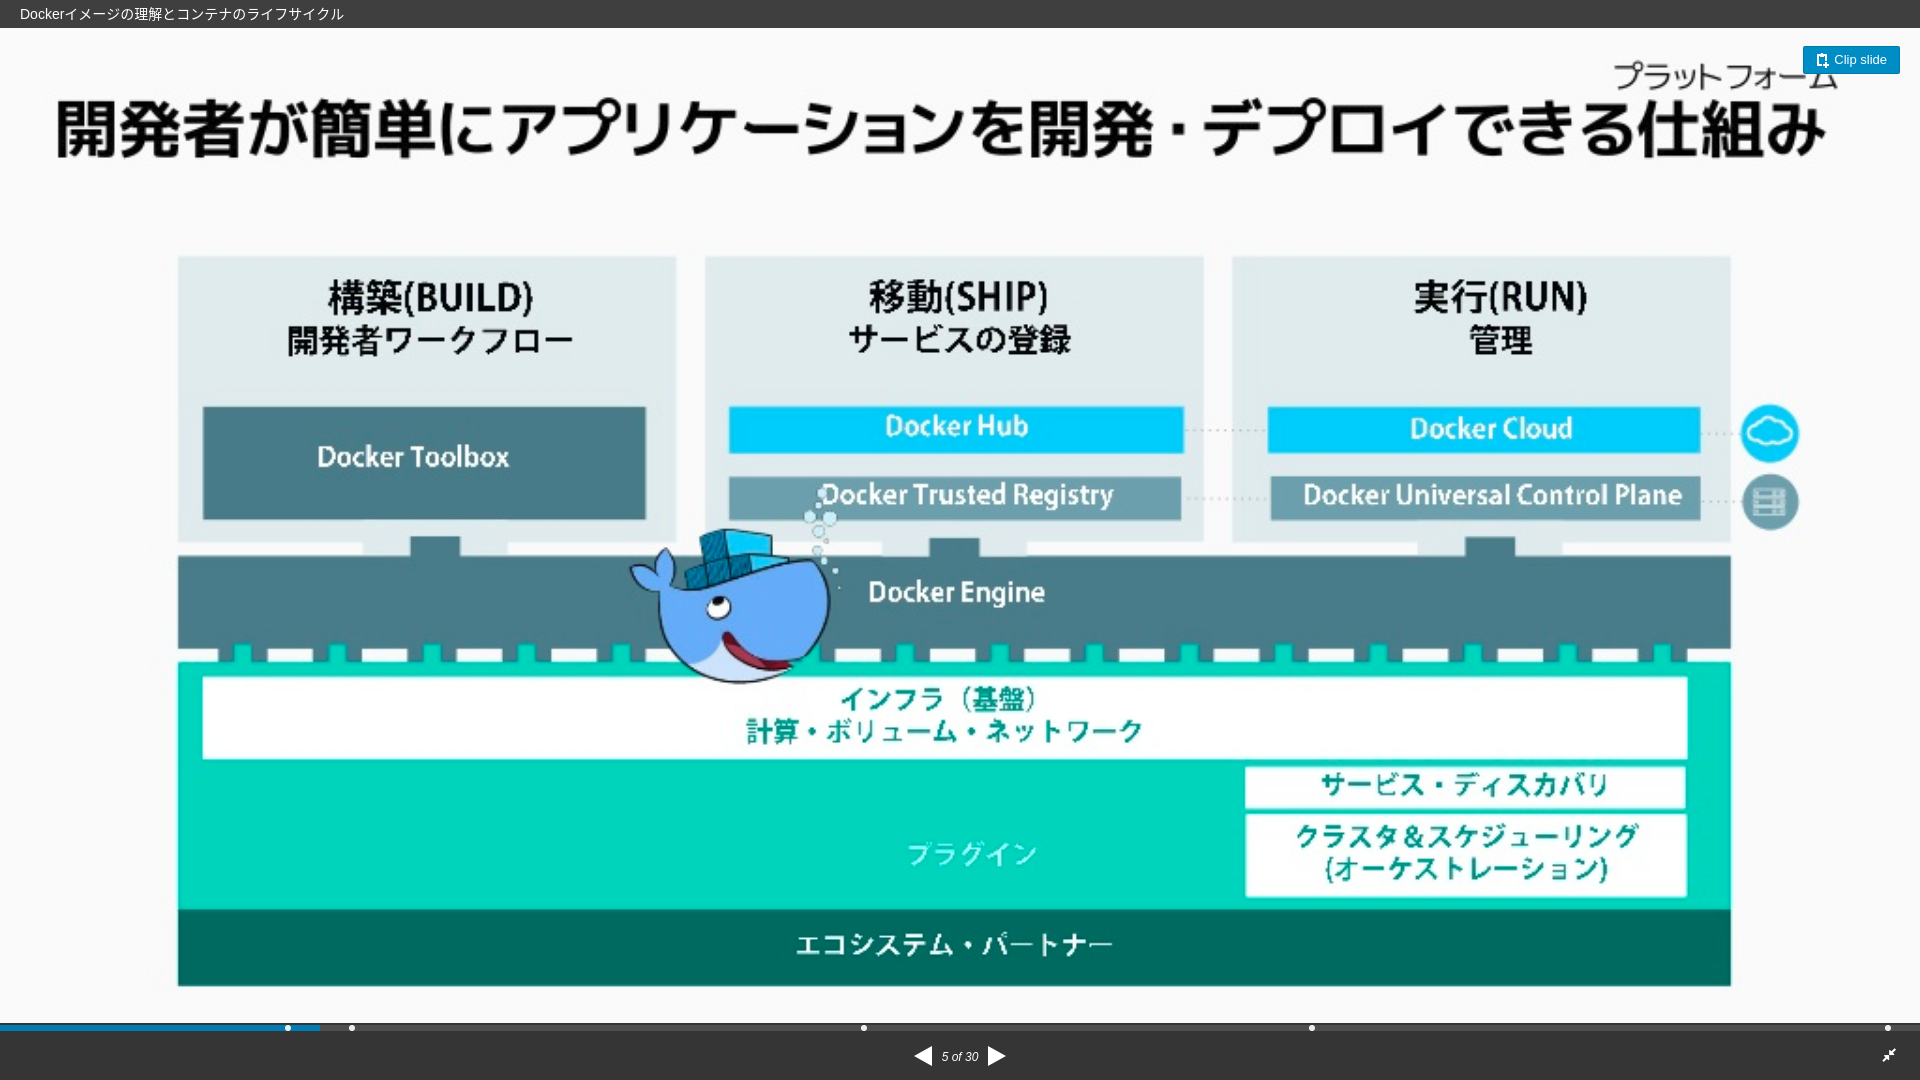 Dockerイメージの理解とコンテナのライフサイクル
Clip slide
プラットフォーム
開発者が簡単にアプリケーションを開発・デプロイできる仕組み
構築(BUILD)
開発者ワークフロー
Docker Toolbox
移動(SHIP)
サービスの登録
Docker Hub
Docker Trusted Registry
実行(RUN)
管理
Docker Cloud
Docker Universal Control Plane
Docker Engine
インフラ（基盤）
計算・ボリューム・ネットワーク
サービス・ディスカバリ
クラスタ&スケジューリング
(オーケストレーション)
プラグイン
エコシステム・パートナー
5 of 30